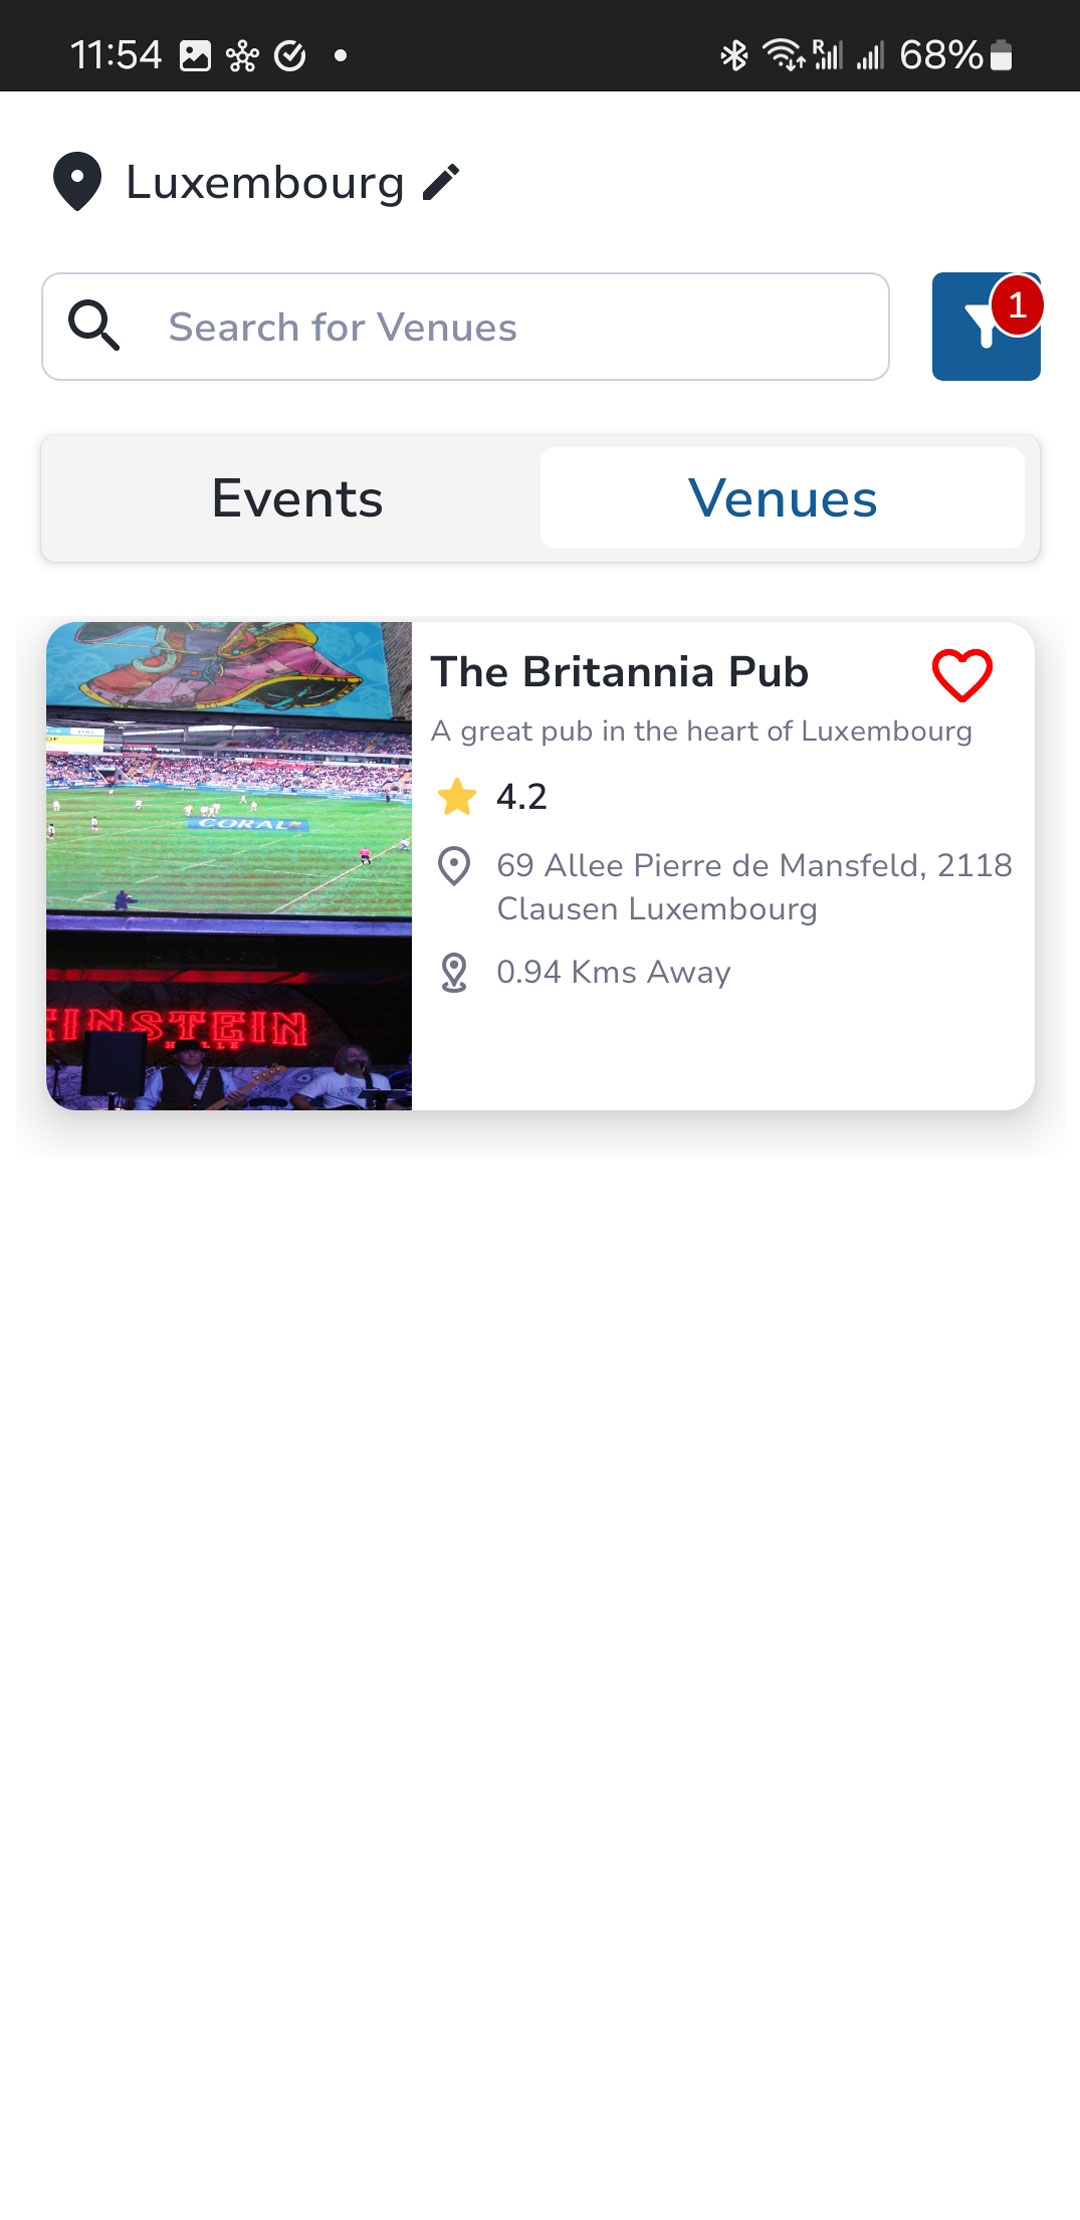 11:54
68%
Luxembourg
Search for Venues
1
Events
Venues
The Britannia Pub
A great pub in the heart of Luxembourg
4.2
69 Allee Pierre de Mansfeld, 2118
Clausen Luxembourg
0.94 Kms Away
CORAL
EINSTEIN